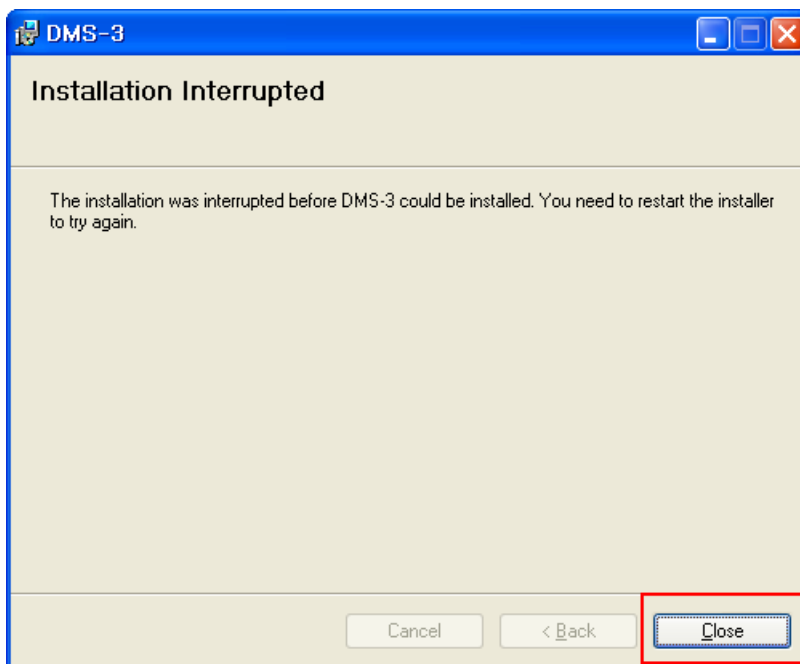 DMS-3
Installation Interrupted
The installation was interrupted before DMS-3 could be installed. You need to restart the installer
to try again.
Cancel
< Back
Close